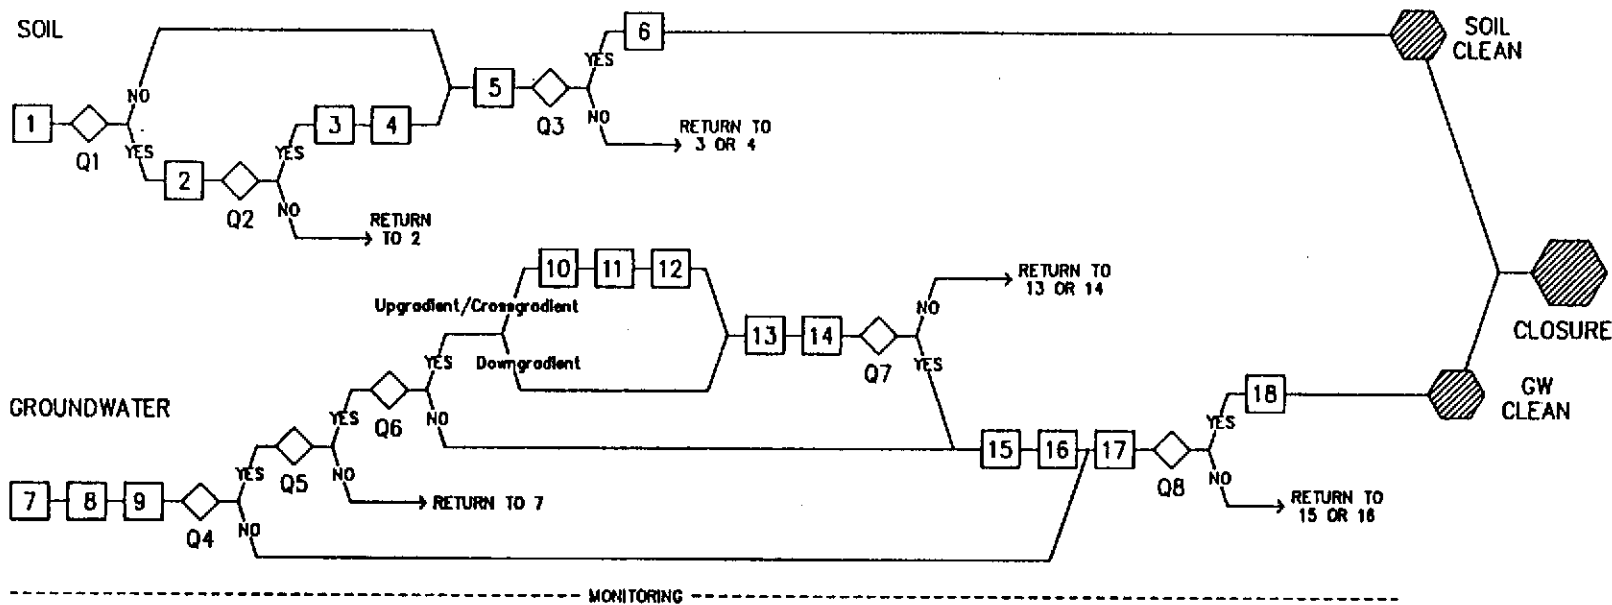 SOIL
1
Q1
NO
YES
2
Q2
YES
NO
RETURN
TO 2
3
4
5
Q3
YES
NO
RETURN TO
3 OR 4
6
SOIL
CLEAN
CLOSURE
GROUNDWATER
7
8
9
Q4
YES
NO
Q5
YES
NO
RETURN TO 7
Q6
YES
NO
Upgradient/Crossgradient
Downgradient
10
11
12
13
14
Q7
NO
YES
RETURN TO
13 OR 14
15
16
17
Q8
YES
NO
RETURN TO
15 OR 16
18
GW
CLEAN
MONITORING